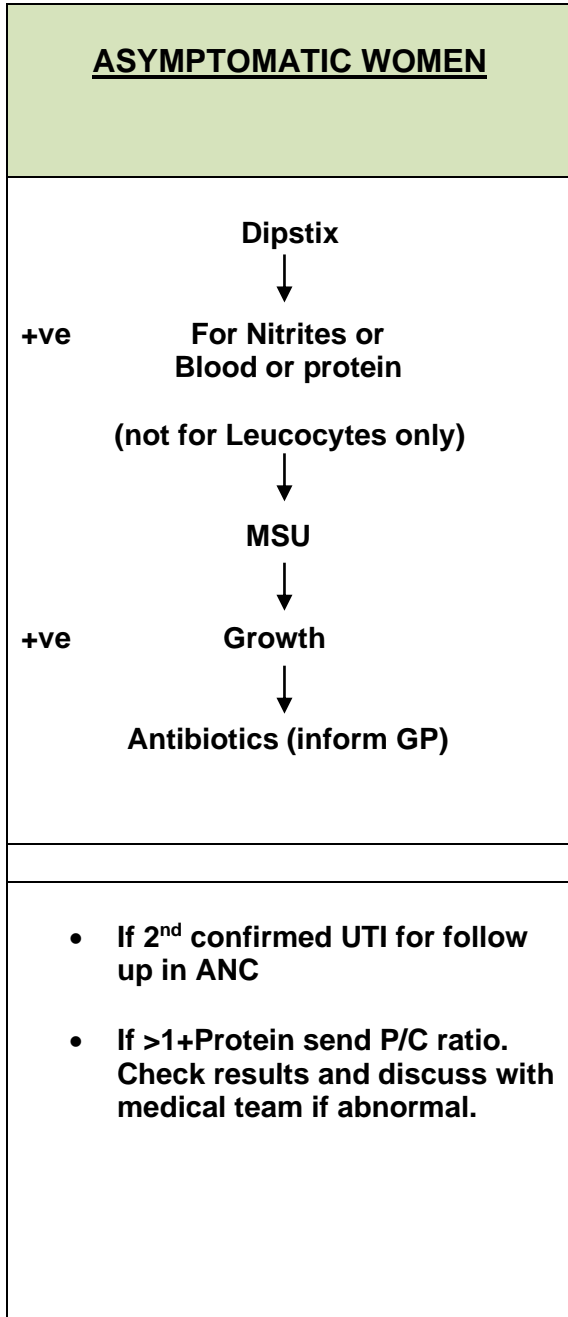 ASYMPTOMATIC WOMEN
Dipstix
+ve For Nitrites or
Blood or protein
(not for Leucocytes only)
MSU
+ve Growth
Antibiotics (inform GP)
• If 2nd confirmed UTI for follow
up in ANC
• If >1+Protein send P/C ratio.
Check results and discuss with
medical team if abnormal.